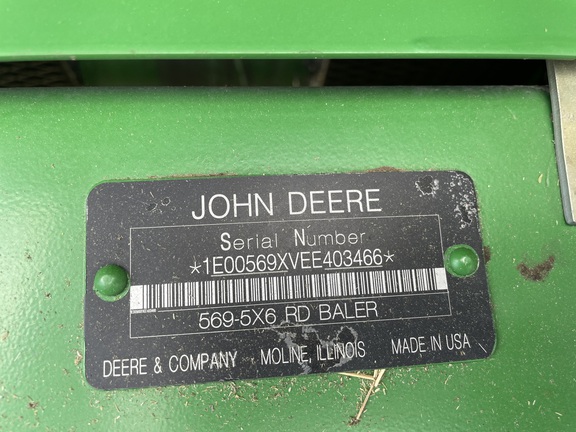 JOHN DEERE
Serial Number
*1E00569XVEE403466*
569-5X6 RD BALER
DEERE & COMPANY MOLINE, ILLINOIS MADE IN USA